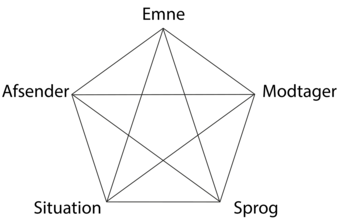 Emne
Afsender
Modtager
Situation
Sprog